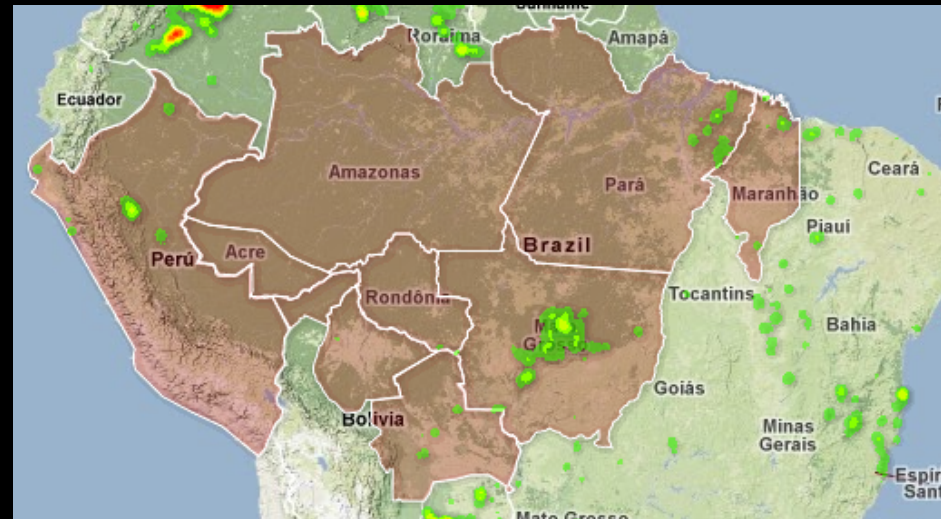 Suriname
Roraima
Amapá
Ecuador
Amazonas
Pará
Ceará
Maranhão
Piauí
Brazil
Acre
Perú
Rondônia
Tocantins
Bahia
Goiás
Bolivia
Minas
Gerais
Mato Grosso